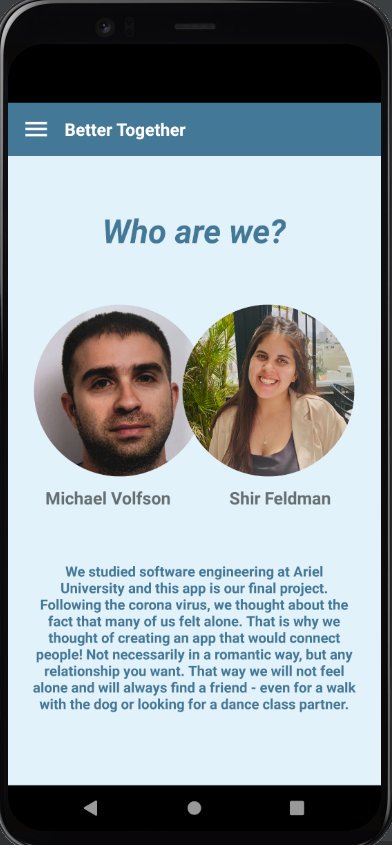 Better Together
Who are we?
Michael Volfson
Shir Feldman
We studied software engineering at Ariel
University and this app is our final project.
Following the corona virus, we thought about the
fact that many of us felt alone. That is why we
thought of creating an app that would connect
people! Not necessarily in a romantic way, but any
relationship you want. That way we will not feel
alone and will always find a friend - even for a walk
with the dog or looking for a dance class partner.